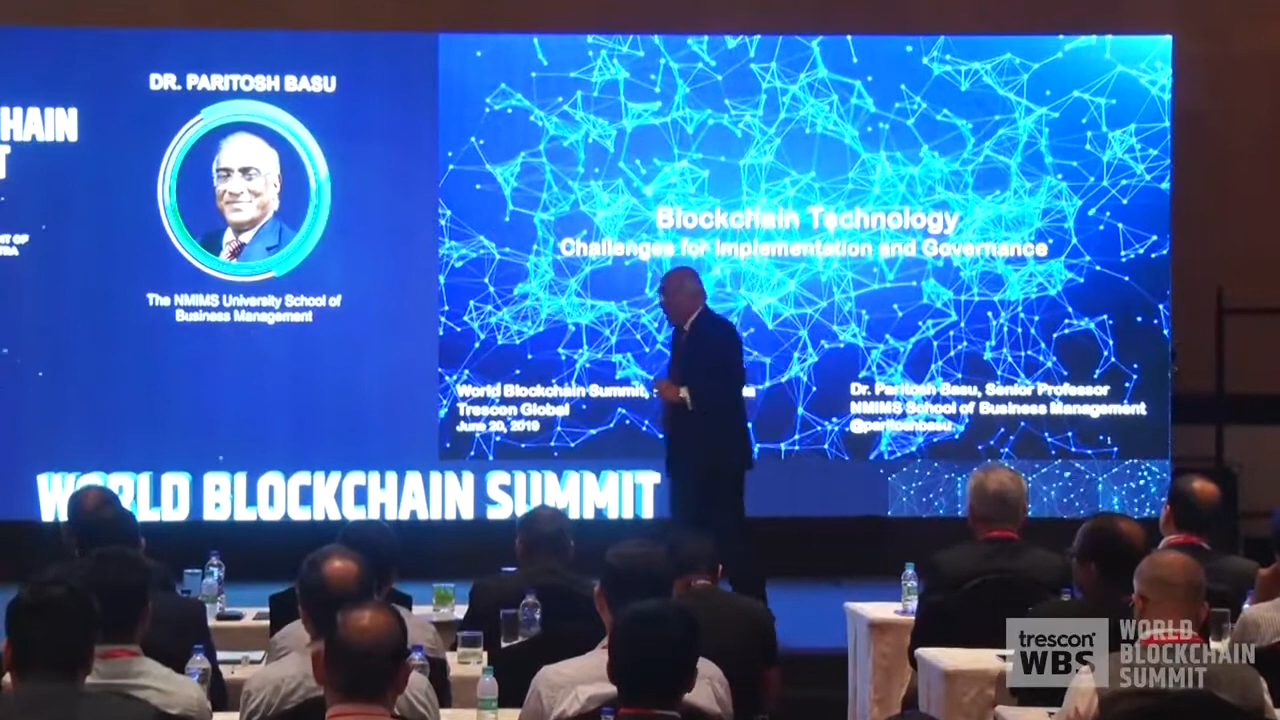 HAIN
T
DR. PARITOSH BASU
The NMIMS University School of
Business Management
Blockchain Technology
Challenges for Implementation and Governance
World Blockchain Summit,
Trescon Global
June 20, 2019
Dr. Paritosh Basu, Senior Professor
NMIMS School of Business Management
@paritoshbasu
WORLD BLOCKCHAIN SUMMIT
trescon
WBS
WORLD
BLOCKCHAIN
SUMMIT